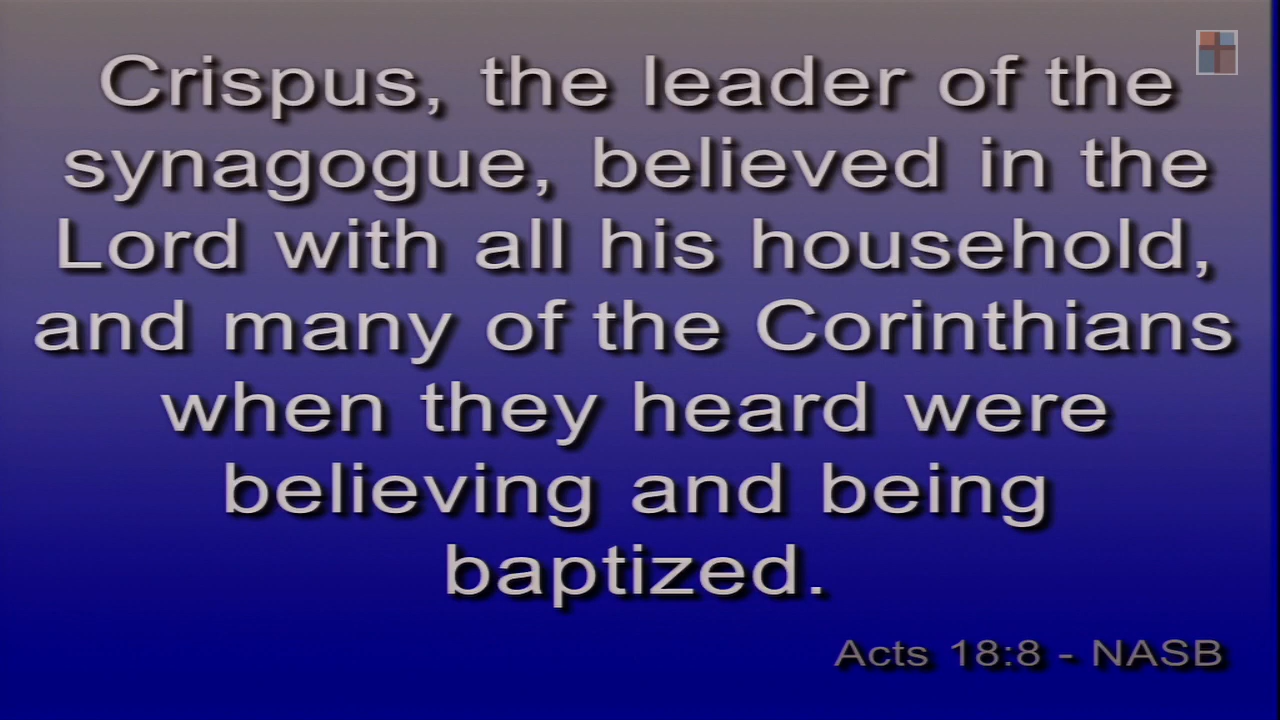 Crispus, the leader of the
synagogue, believed in the
Lord with all his household,
and many of the Corinthians
when they heard were
believing and being
baptized.
Acts 18:8 - NASB